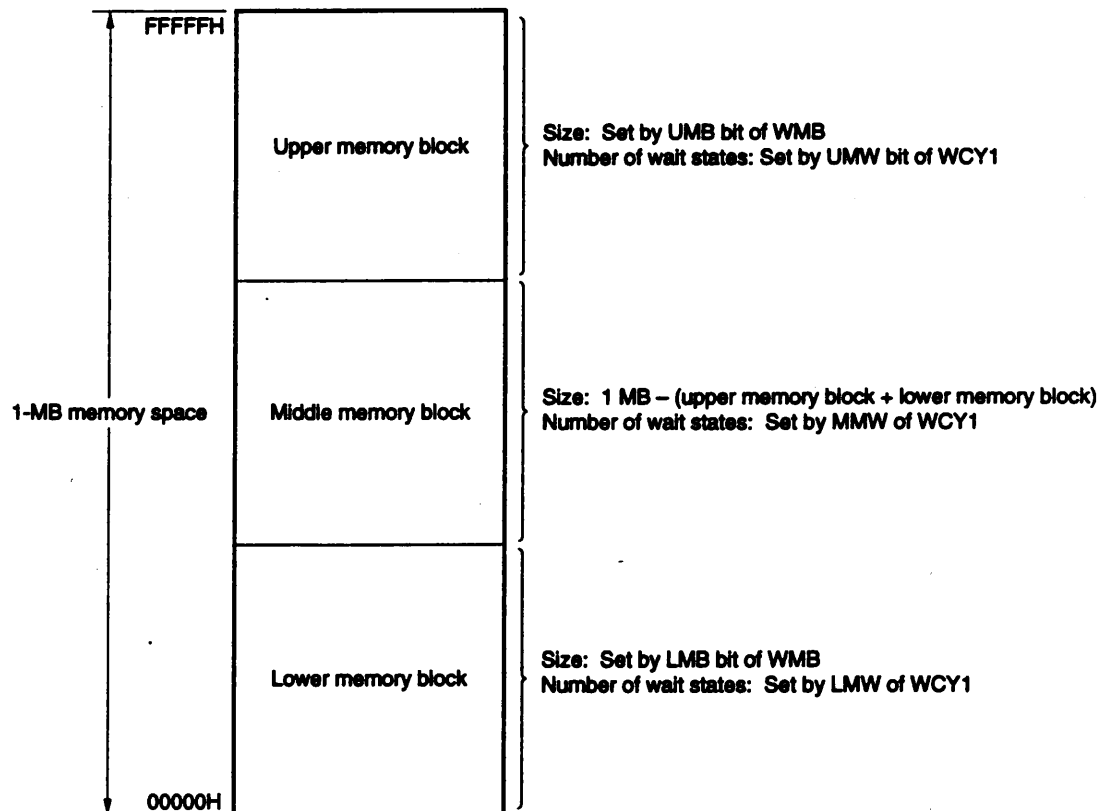 FFFFFH
Upper memory block
Size: Set by UMB bit of WMB
Number of wait states: Set by UMW bit of WCY1
1-MB memory space
Middle memory block
Size: 1 MB – (upper memory block + lower memory block)
Number of wait states: Set by MMW of WCY1
Lower memory block
Size: Set by LMB bit of WMB
Number of wait states: Set by LMW of WCY1
00000H